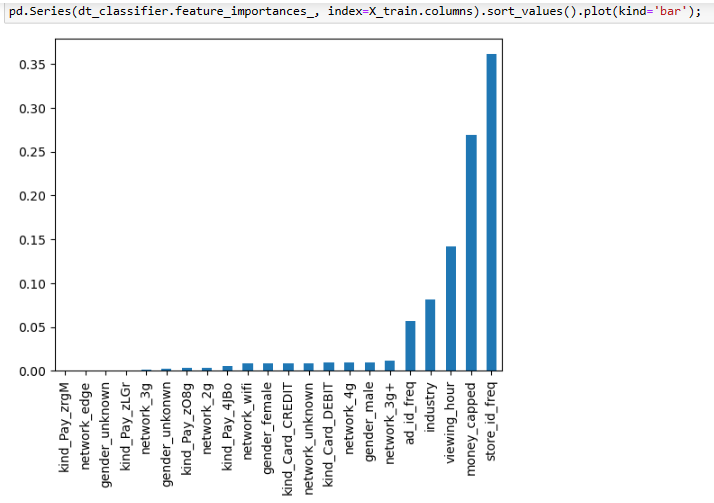 pd.Series(dt_classifier.feature_importances_, index=X_train.columns).sort_values().plot(kind='bar');
0.35
0.30
0.25
0.20
0.15
0.10
0.05
0.00
kind_Pay_zrgM
network_edge
gender_unknown
kind_Pay_zLGr
network_3g
gender_unkonwn
kind_Pay_zO8g
network_2g
kind_Pay_4JBo
network_wifi
gender_female
kind_Card_CREDIT
network_unknown
kind_Card_DEBIT
network_4g
gender_male
network_3g+
ad_id_freq
industry
viewing_hour
money_capped
store_id_freq